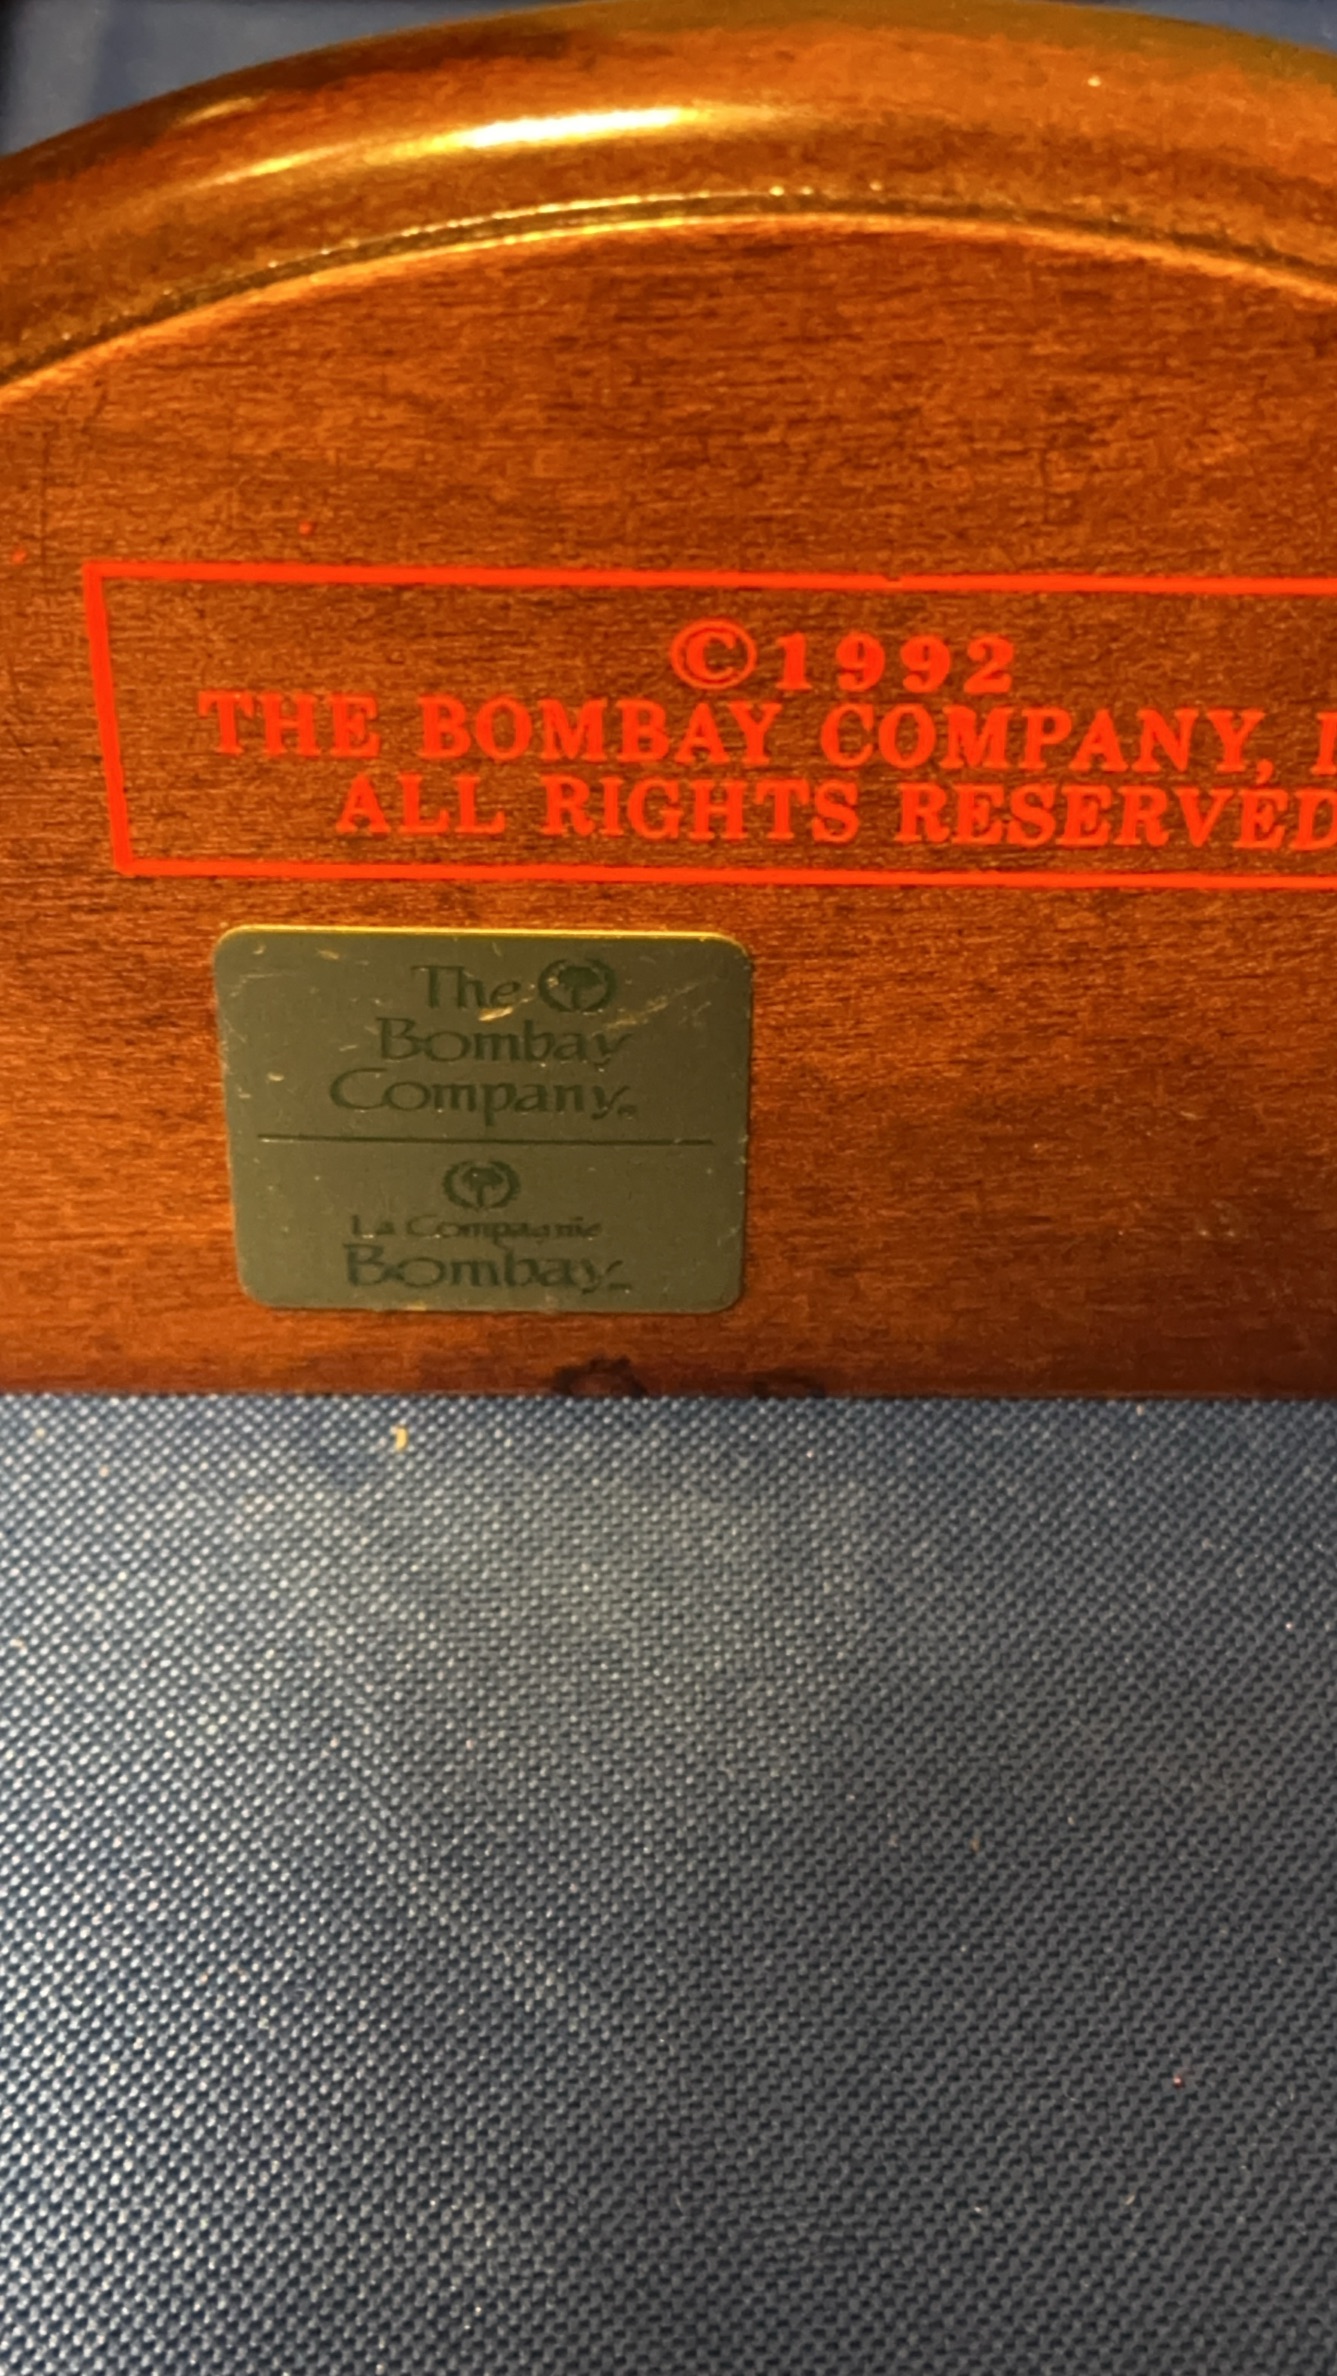 ©1992
THE BOMBAY COMPANY,
ALL RIGHTS RESERVED
The
Bombay
Company®
La Compagnie
Bombay